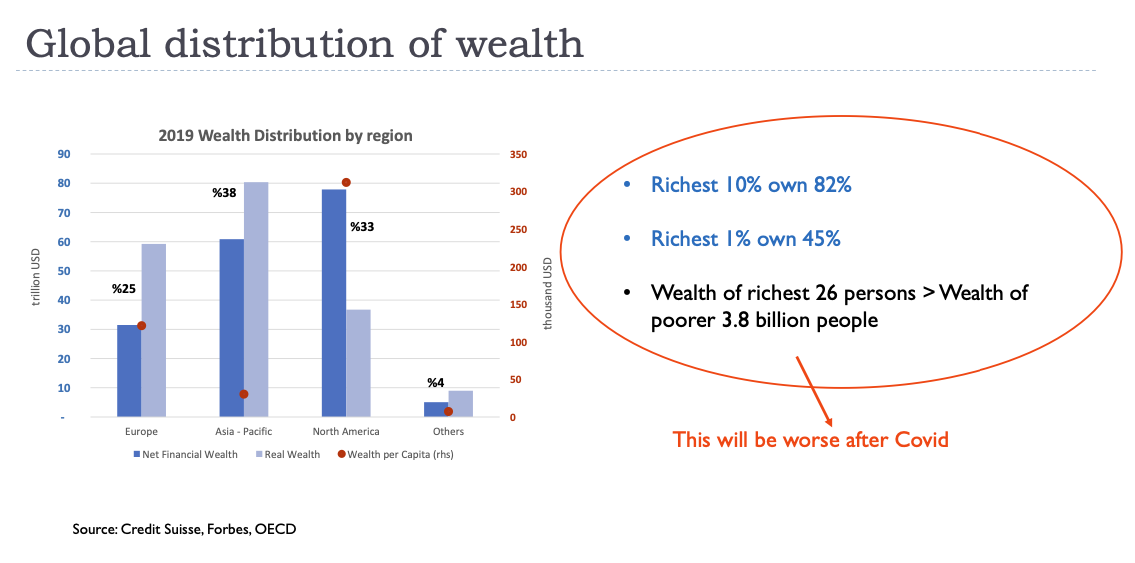 Global distribution of wealth
2019 Wealth Distribution by region
90
80
70
60
50
40
30
20
10
-
trillion USD
350
300
250
200
150
100
50
0
thousand USD
%25
%38
%33
%4
Europe
Asia - Pacific
North America
Others
Net Financial Wealth
Real Wealth
Wealth per Capita (rhs)
• Richest 10% own 82%
• Richest 1% own 45%
• Wealth of richest 26 persons > Wealth of
poorer 3.8 billion people
This will be worse after Covid
Source: Credit Suisse, Forbes, OECD